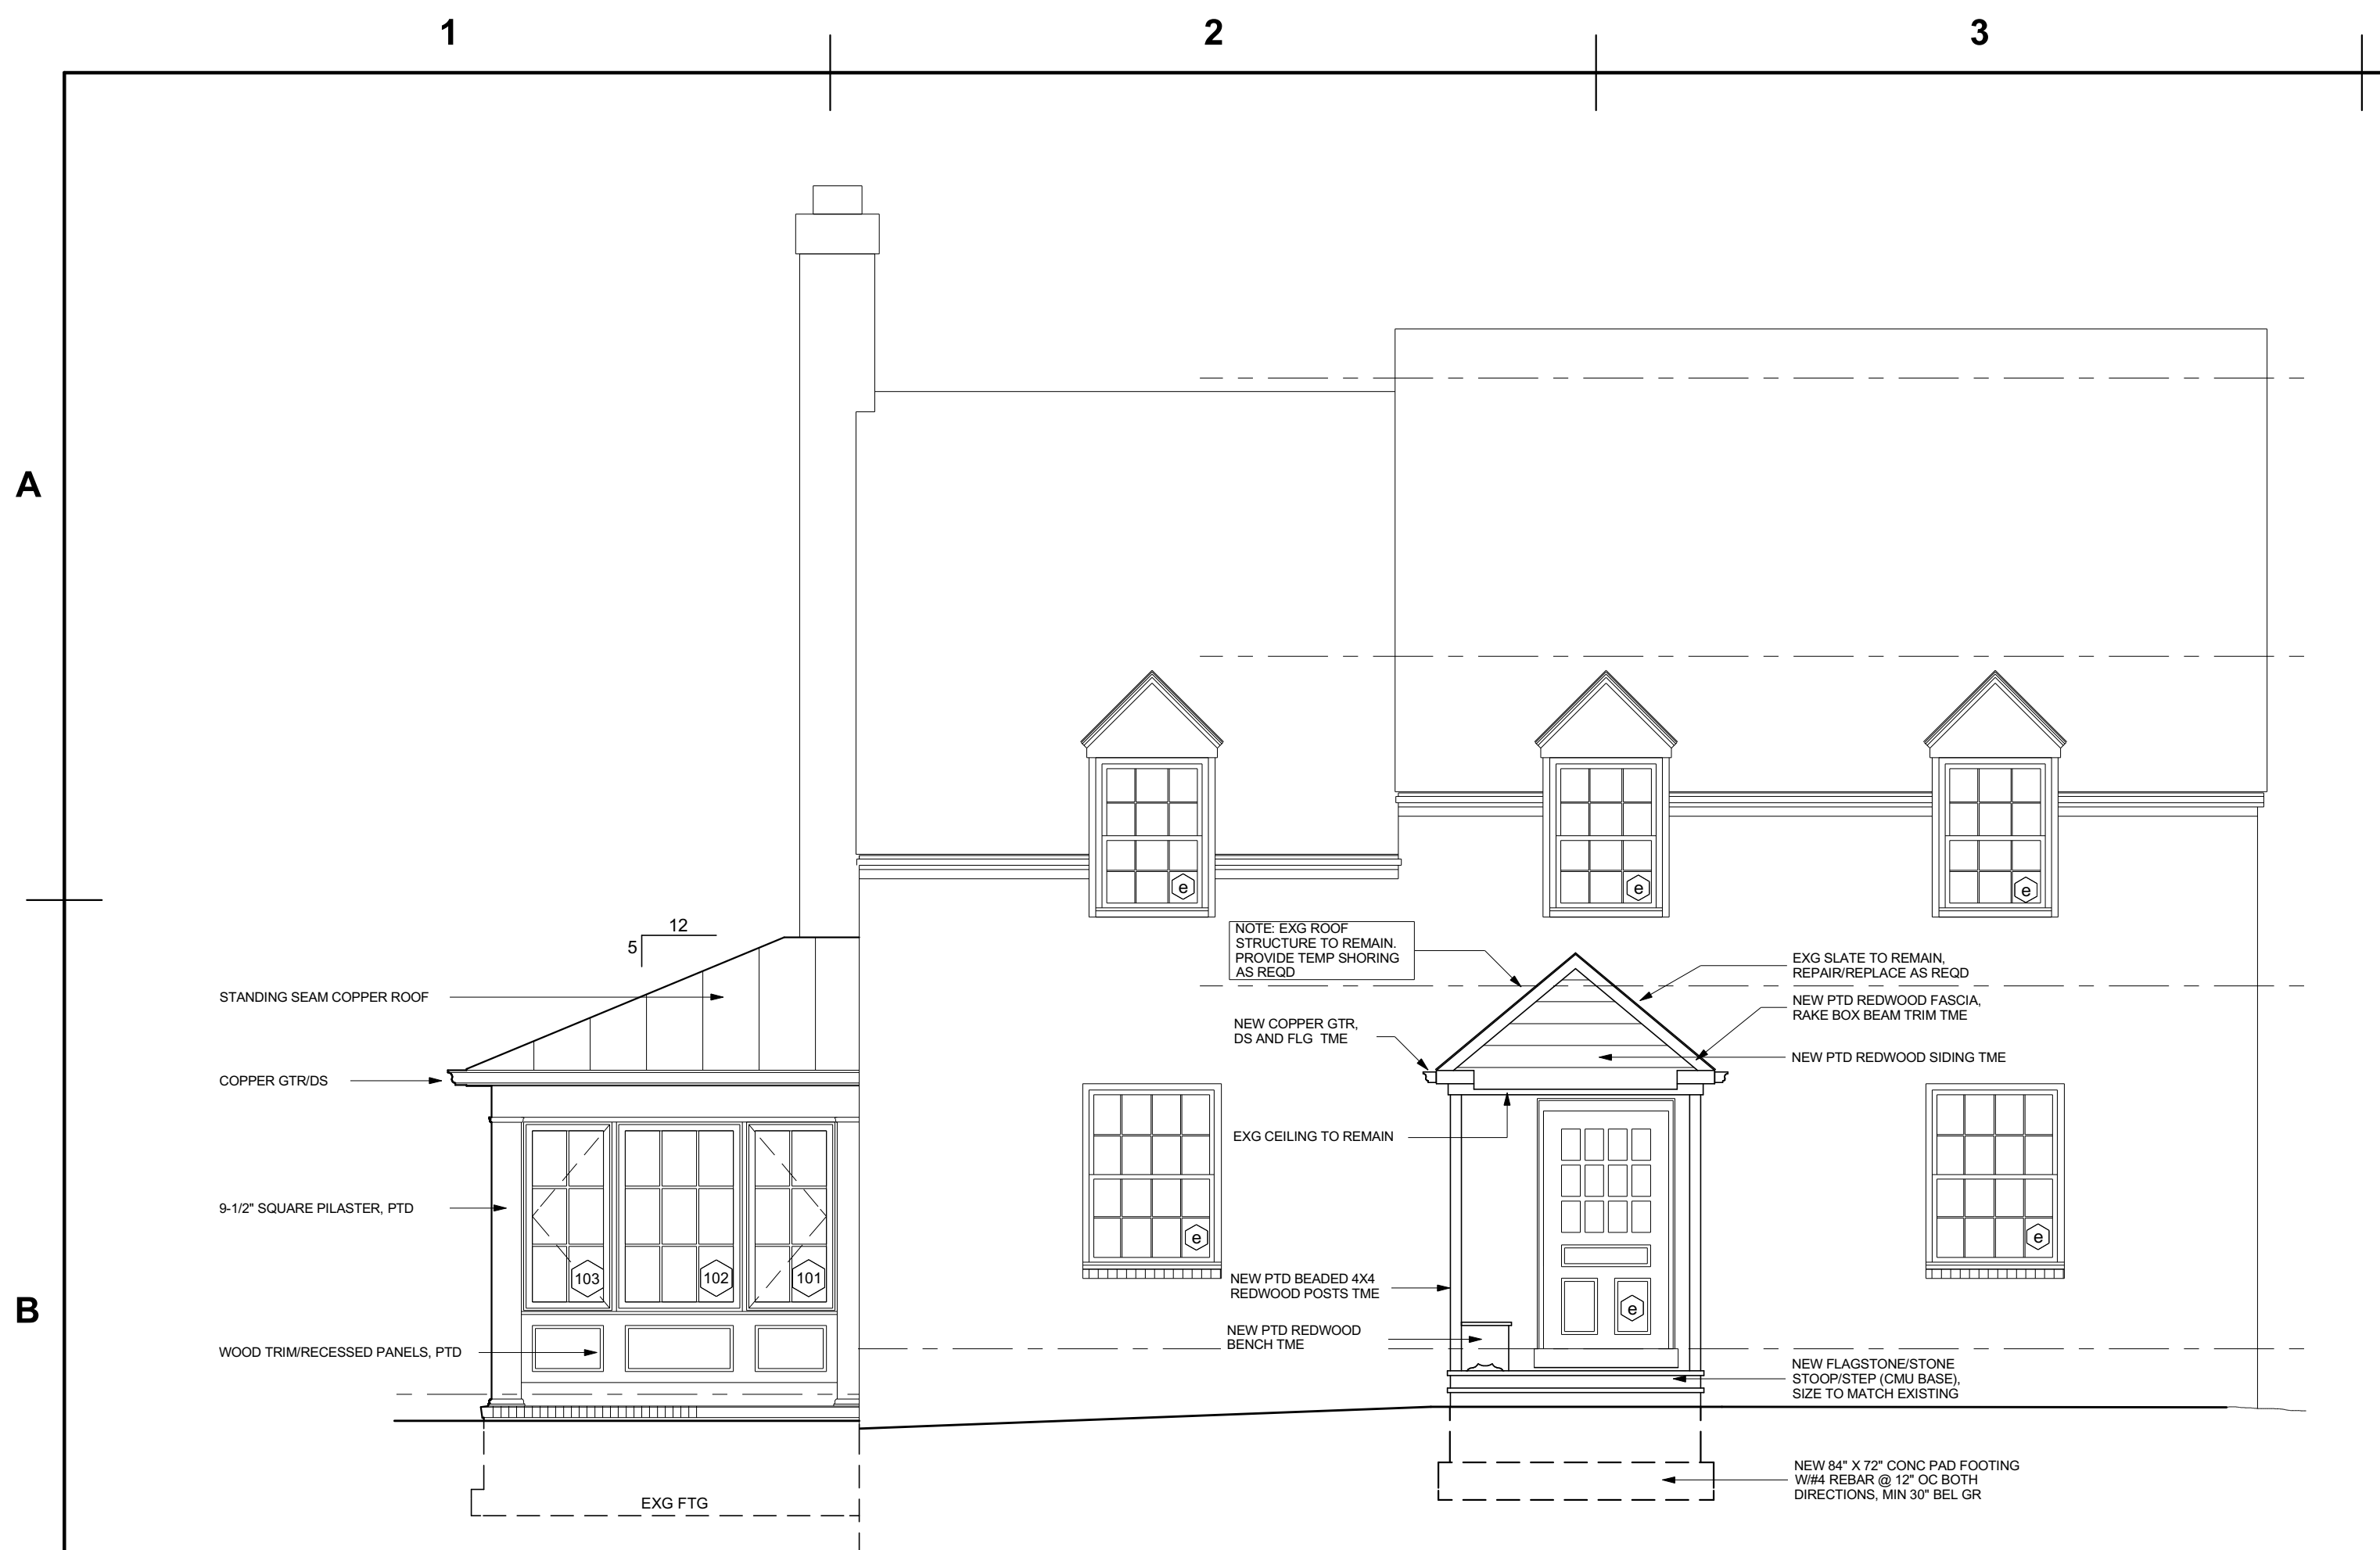 1
2
3
A
B
12
5
STANDING SEAM COPPER ROOF
COPPER GTR/DS
9-1/2" SQUARE PILASTER, PTD
WOOD TRIM/RECESSED PANELS, PTD
103
102
101
EXG FTG
e
e
e
NOTE: EXG ROOF
STRUCTURE TO REMAIN.
PROVIDE TEMP SHORING
AS REQD
NEW COPPER GTR,
DS AND FLG TME
EXG CEILING TO REMAIN
e
e
e
NEW PTD BEADED 4X4
REDWOOD POSTS TME
NEW PTD REDWOOD
BENCH TME
EXG SLATE TO REMAIN,
REPAIR/REPLACE AS REQD
NEW PTD REDWOOD FASCIA,
RAKE BOX BEAM TRIM TME
NEW PTD REDWOOD SIDING TME
NEW FLAGSTONE/STONE
STOOP/STEP (CMU BASE),
SIZE TO MATCH EXISTING
NEW 84" X 72" CONC PAD FOOTING
W/#4 REBAR @ 12" OC BOTH
DIRECTIONS, MIN 30" BEL GR